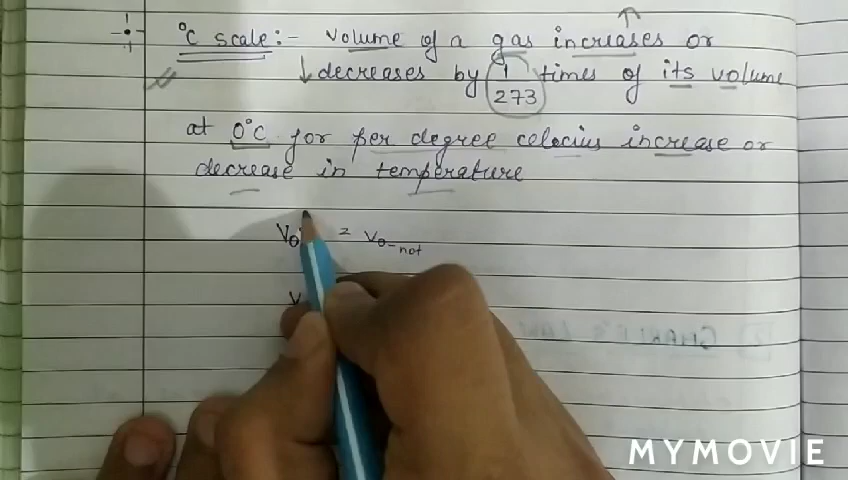 °C scale:- volume of a gas increases or
↓decreases by 1/273 times of its volume
at 0°C for per degree celocius increase or
decrease in temperature
V₀ = V₀-not
V
MYMOVIE